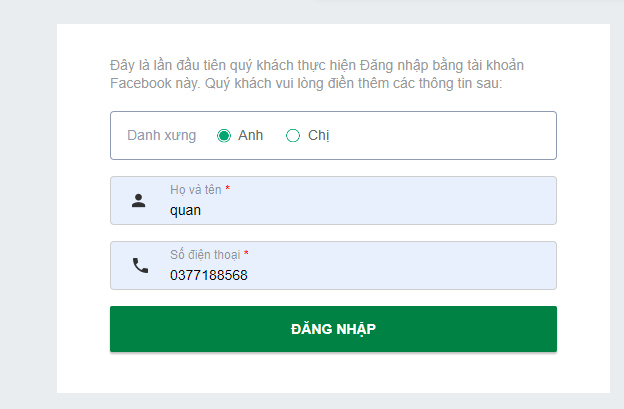 Đây là lần đầu tiên quý khách thực hiện Đăng nhập bằng tài khoản
Facebook này. Quý khách vui lòng điền thêm các thông tin sau:
Danh xưng Anh Chị
Họ và tên *
quan
Số điện thoại *
0377188568
ĐĂNG NHẬP